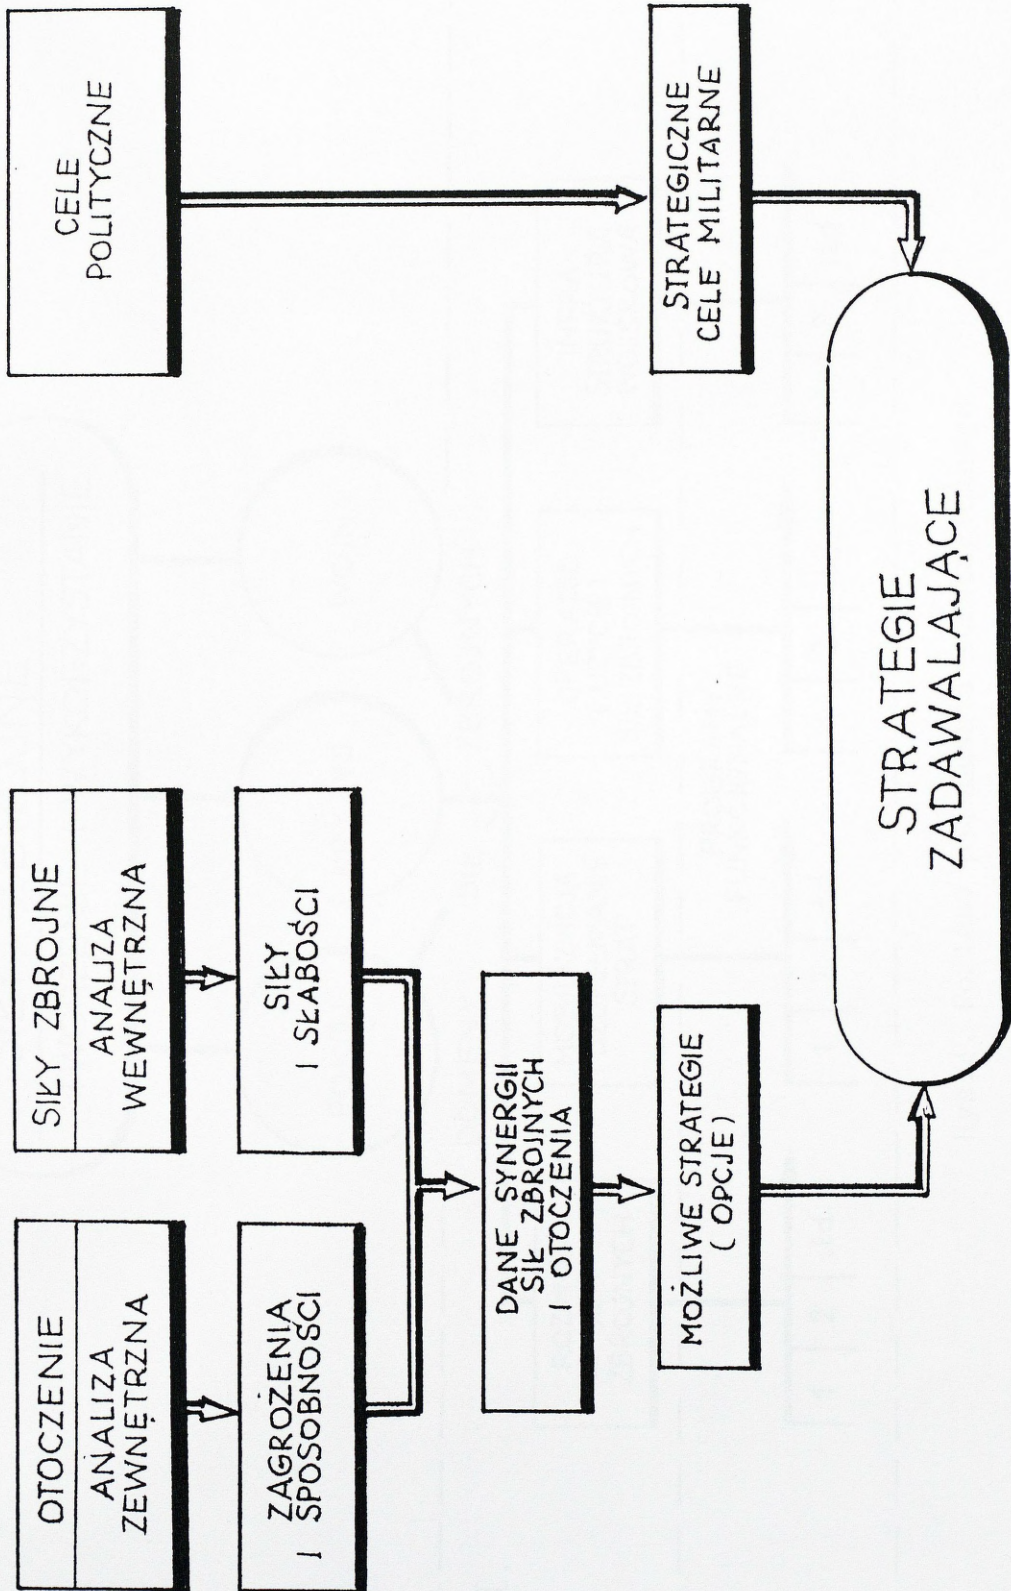 OTOCZENIE
ANALIZA
ZEWNĘTRZNA
SIŁY ZBROJNE
ANALIZA
WEWNĘTRZNA
CELE
POLITYCZNE
ZAGROŻENIA
I SPOSOBNOŚCI
SIŁY
I SŁABOŚCI
DANE SYNERGII
SIŁ ZBROJNYCH
I OTOCZENIA
MOŻLIWE STRATEGIE
(OPCJE)
STRATEGICZNE
CELE MILITARNE
STRATEGIE
ZADAWALAJĄCE